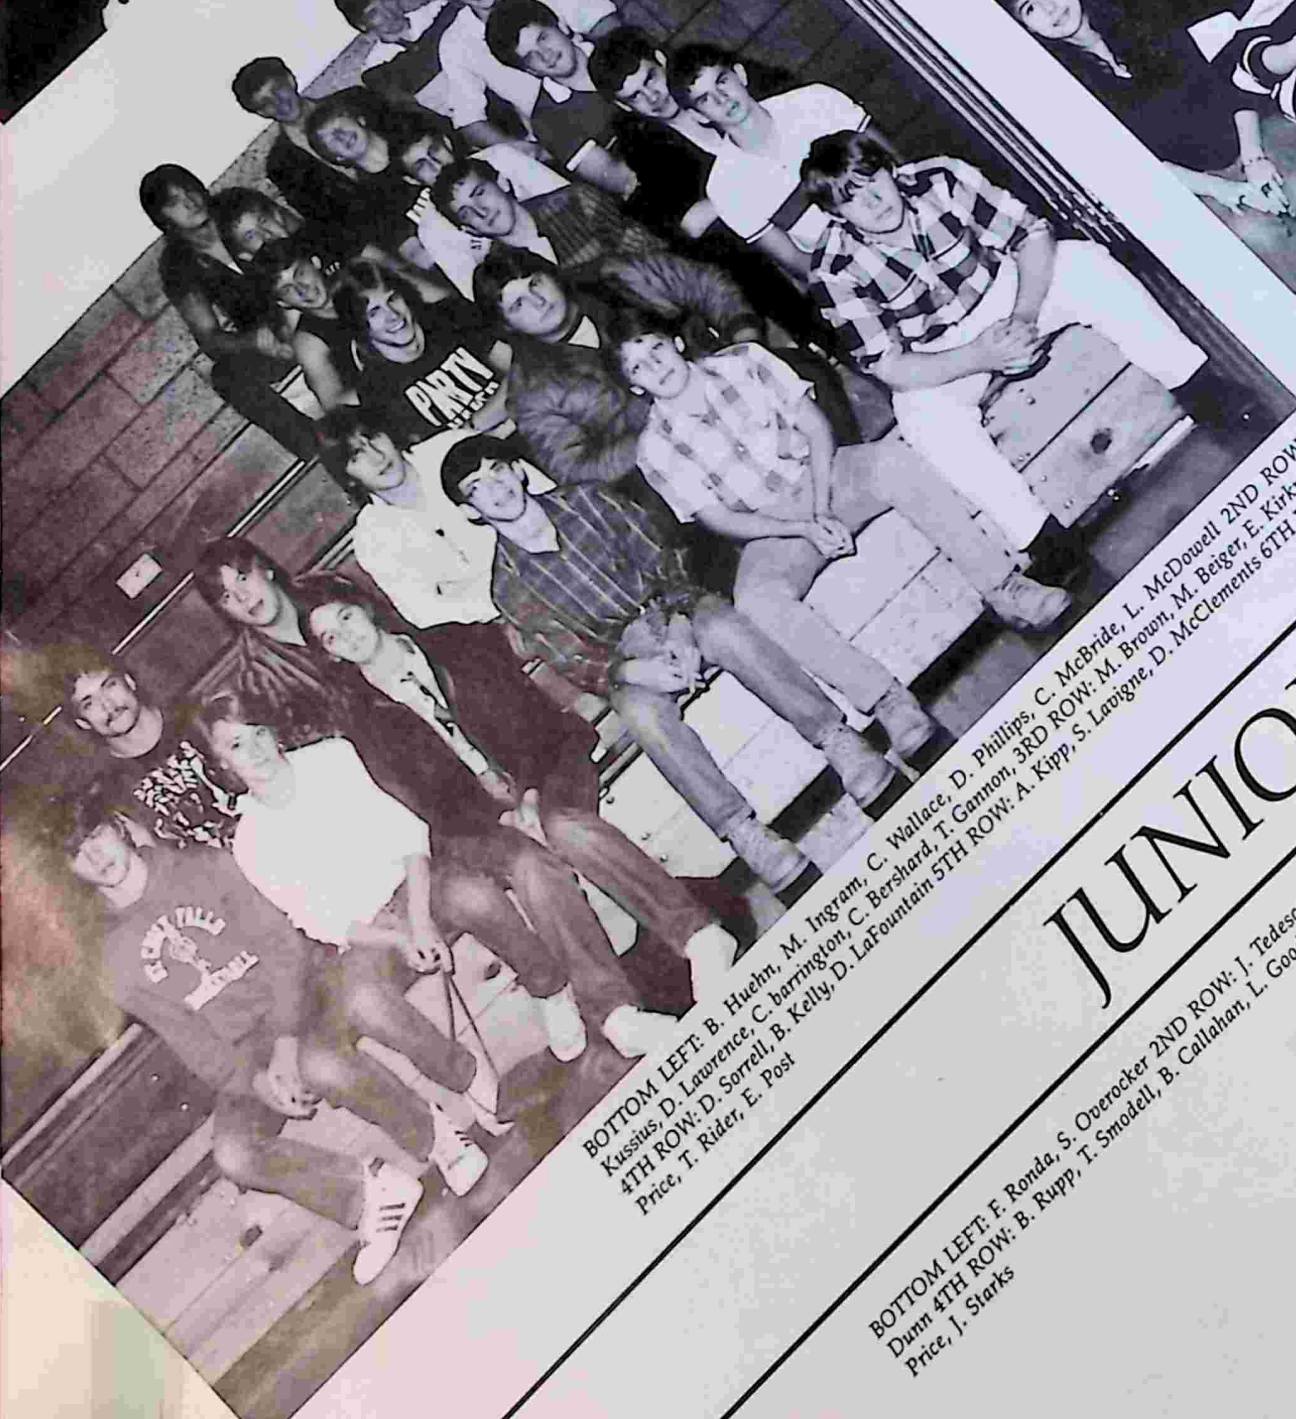 PARTY
BOTTOM LEFT: B. Huehn, M. Ingram, C. Wallace, D. Phillips, C. McBride, L. McDowell 2ND ROW
Kussius, D. Lawrence, C. barrington, C. Bershard, T. Gannon, 3RD ROW: M. Brown, M. Beiger, E. Kirk
4TH ROW: D. Sorrell, B. Kelly, D. LaFountain 5TH ROW: A. Kipp, S. Lavigne, D. McClements 6TH
Price, T. Rider, E. Post
JUNIO
BOTTOM LEFT: F. Ronda, S. Overocker 2ND ROW: J. Tedesc
Dunn 4TH ROW: B. Rupp, T. Smodell, B. Callahan, L. Goo
Price, J. Starks